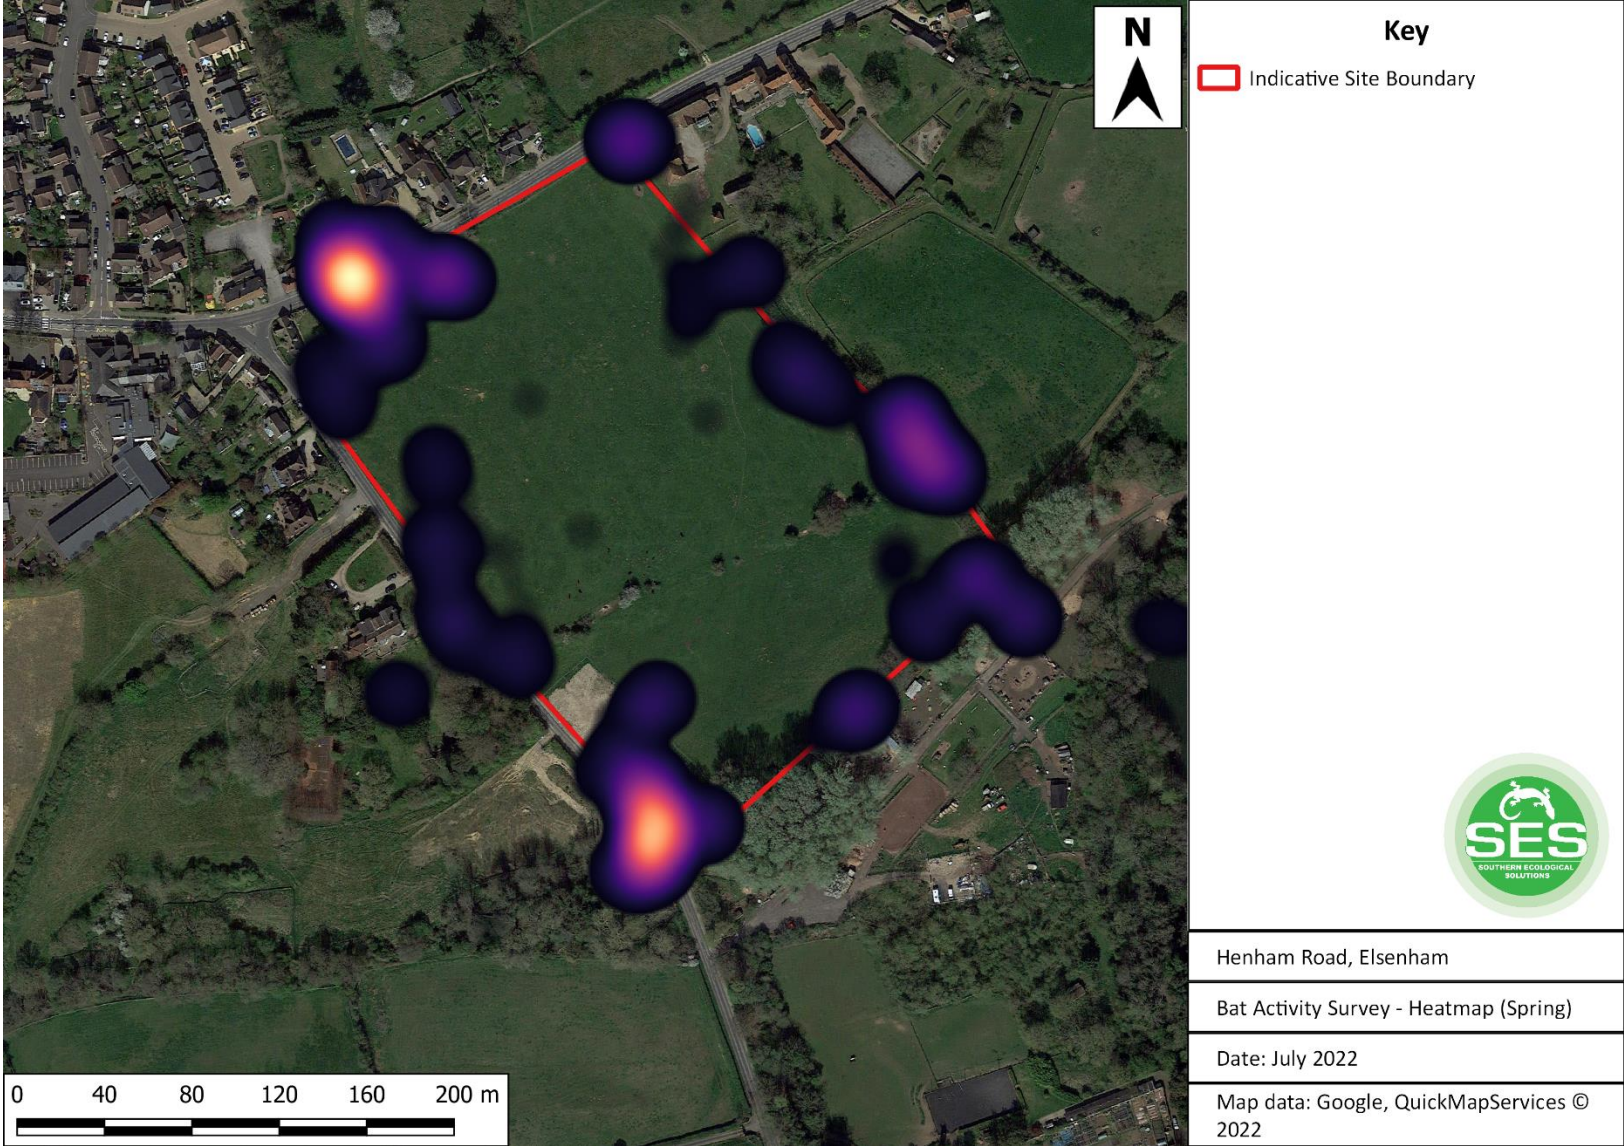 N
Key
Indicative Site Boundary
SES
SOUTHERN ECOLOGICAL
SOLUTIONS
Henham Road, Elsenham
Bat Activity Survey - Heatmap (Spring)
Date: July 2022
Map data: Google, QuickMapServices ©
2022
0 40 80 120 160 200 m